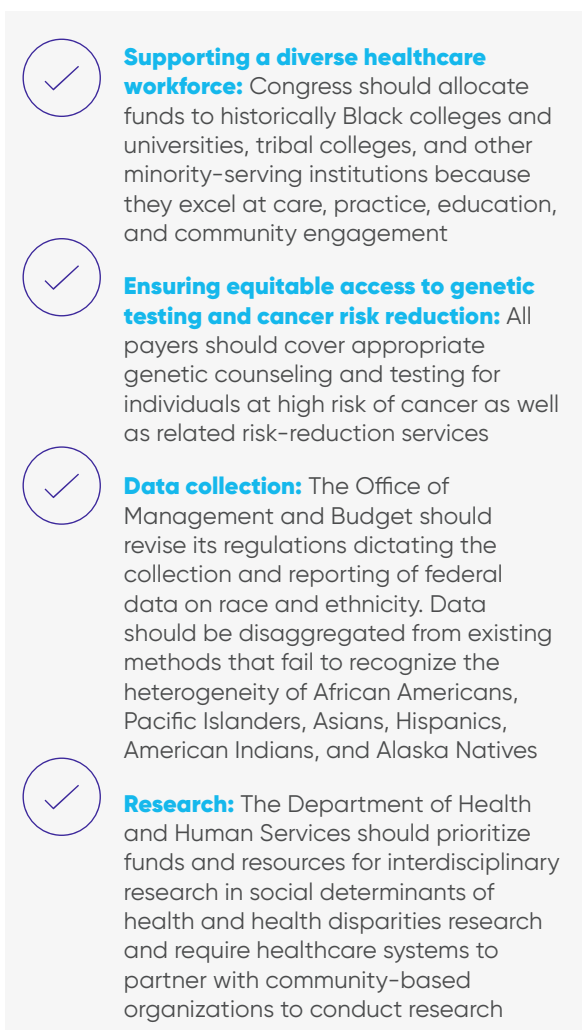 Supporting a diverse healthcare
workforce: Congress should allocate
funds to historically Black colleges and
universities, tribal colleges, and other
minority-serving institutions because
they excel at care, practice, education,
and community engagement
Ensuring equitable access to genetic
testing and cancer risk reduction: All
payers should cover appropriate
genetic counseling and testing for
individuals at high risk of cancer as well
as related risk-reduction services
Data collection: The Office of
Management and Budget should
revise its regulations dictating the
collection and reporting of federal
data on race and ethnicity. Data
should be disaggregated from existing
methods that fail to recognize the
heterogeneity of African Americans,
Pacific Islanders, Asians, Hispanics,
American Indians, and Alaska Natives
Research: The Department of Health
and Human Services should prioritize
funds and resources for interdisciplinary
research in social determinants of
health and health disparities research
and require healthcare systems to
partner with community-based
organizations to conduct research